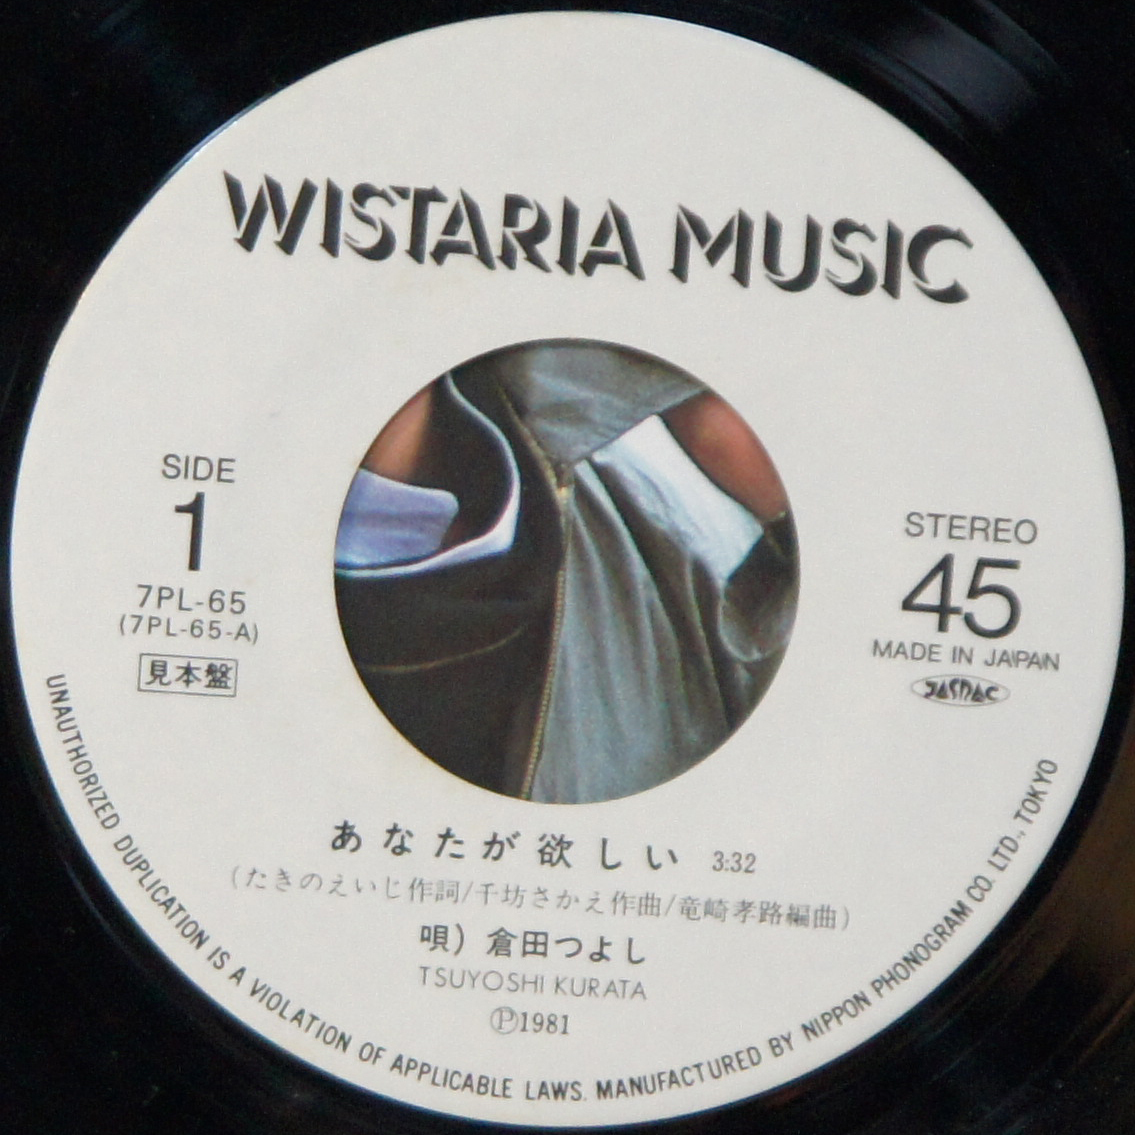 WISTARIA MUSIC
SIDE
1
7PL-65
(7PL-65-A)
見本盤
STEREO
45
MADE IN JAPAN
JASRAC
あなたが欲しい 3:32
(たきのえいじ作詞/千坊さかえ作曲/竜崎孝路編曲)
唄) 倉田つよし
TSUYOSHI KURATA
Ⓟ1981
UNAUTHORIZED DUPLICATION IS A VIOLATION OF APPLICABLE LAWS. MANUFACTURED BY NIPPON PHONOGRAM CO. LTD., TOKYO